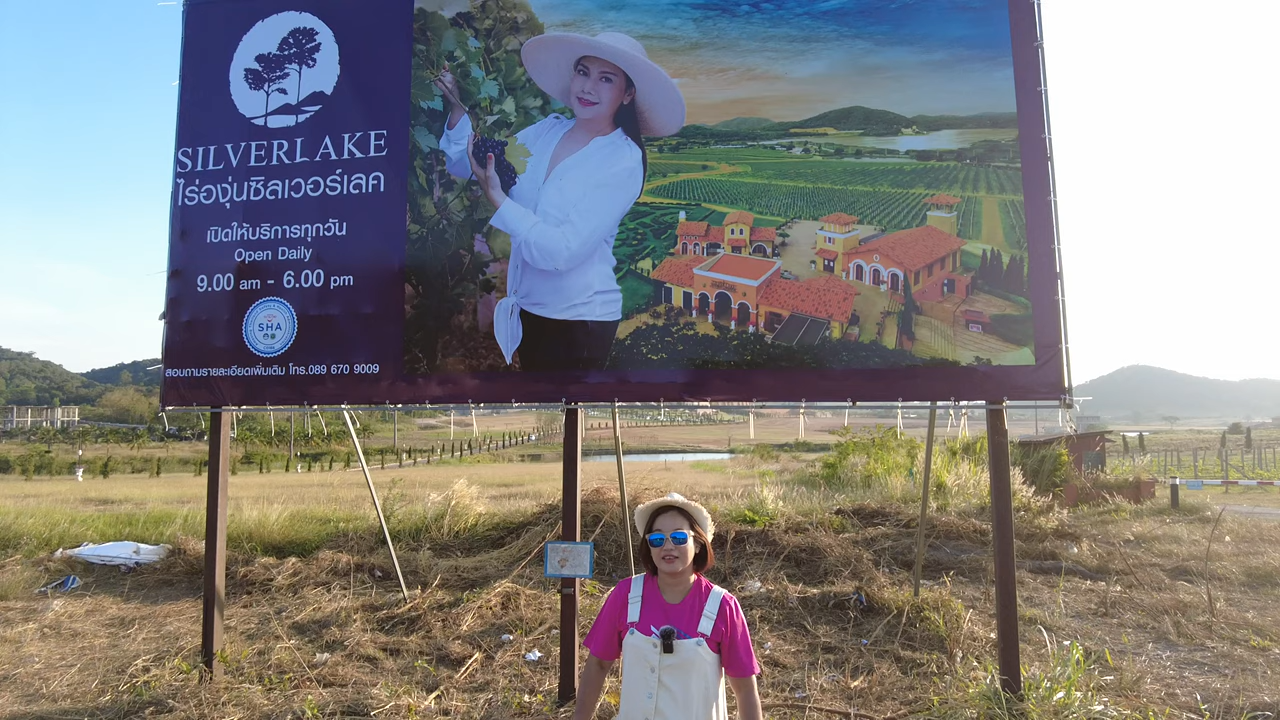 SILVERLAKE
ไร่องุ่นซิลเวอร์เลค
เปิดให้บริการทุกวัน
Open Daily
9.00 am - 6.00 pm
SHA
สอบถามรายละเอียดเพิ่มเติม โทร.089 670 9009